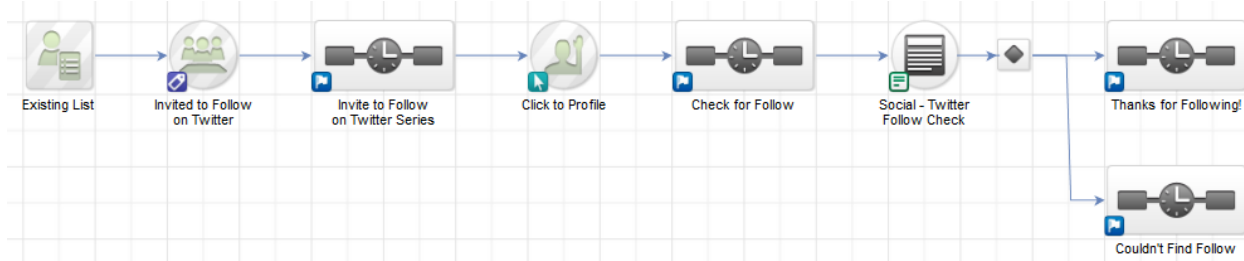 Existing List
Invited to Follow
on Twitter
Invite to Follow
on Twitter Series
Click to Profile
Check for Follow
Social - Twitter
Follow Check
Thanks for Following!
Couldn't Find Follow